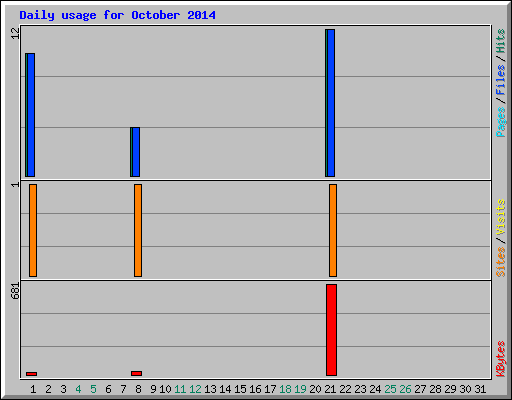 Daily usage for October 2014
12
Pages/Files/Hits
1
Sites/Visits
681
KBytes
1 2 3 4 5 6 7 8 9 10 11 12 13 14 15 16 17 18 19 20 21 22 23 24 25 26 27 28 29 30 31